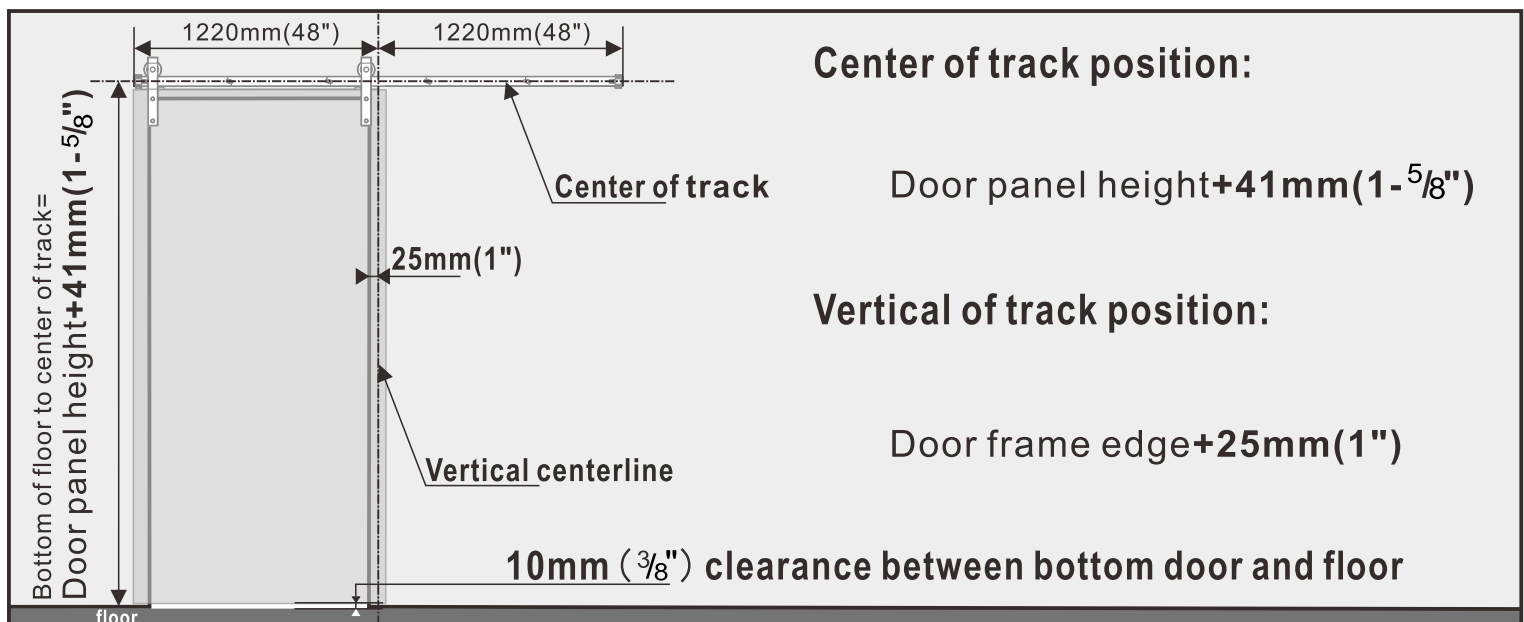 1220mm(48") 1220mm(48")
Center of track position:
Bottom of floor to center of track=
Door panel height+41mm(1-5/8")
Center of track
Door panel height+41mm(1-5/8")
25mm(1")
Vertical of track position:
Door frame edge+25mm(1")
Vertical centerline
10mm（3/8"）clearance between bottom door and floor
floor